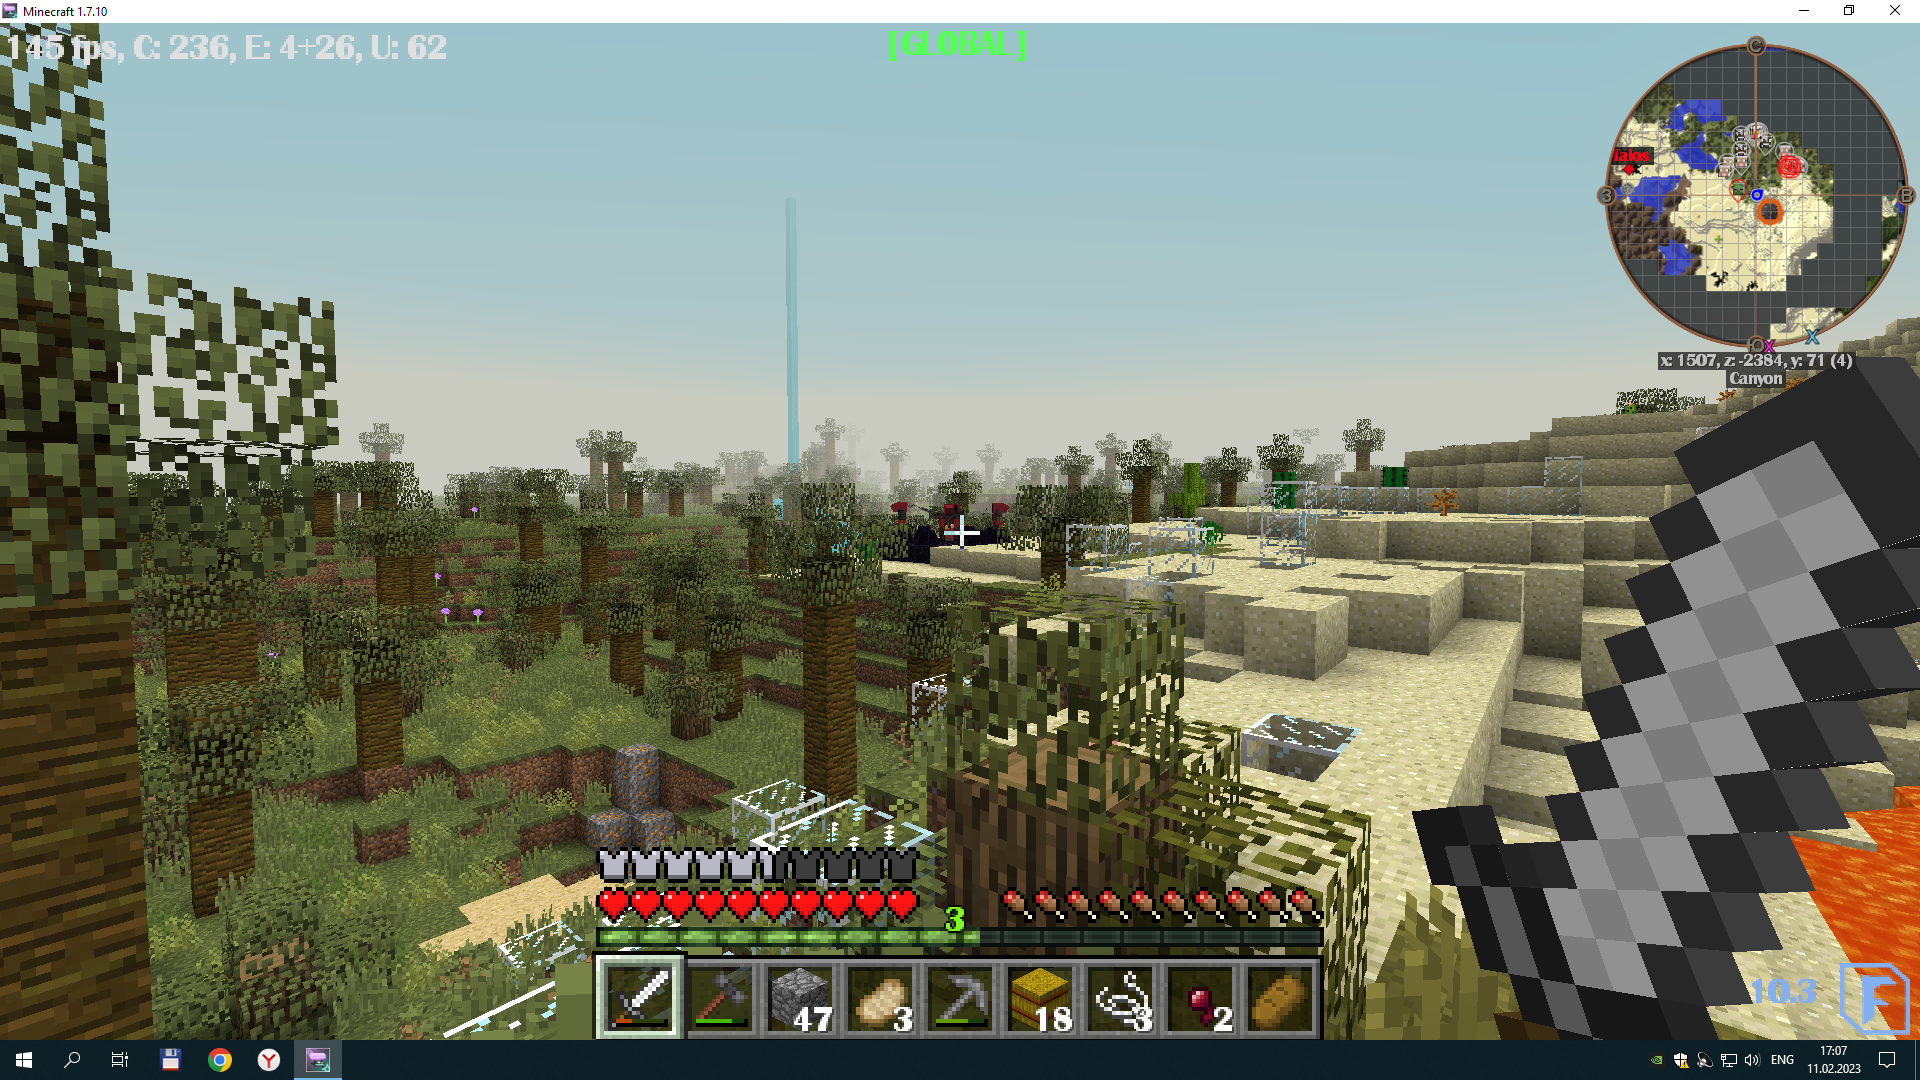 Minecraft 1.7.10
145 fps, C: 236, E: 4+26, U: 62
[GLOBAL]
C
laios
З
В
Ю
X
X
x: 1507, z: -2384, y: 71 (4)
Canyon
3
47
3
18
3
2
10.3
F
ENG
17:07
11.02.2023